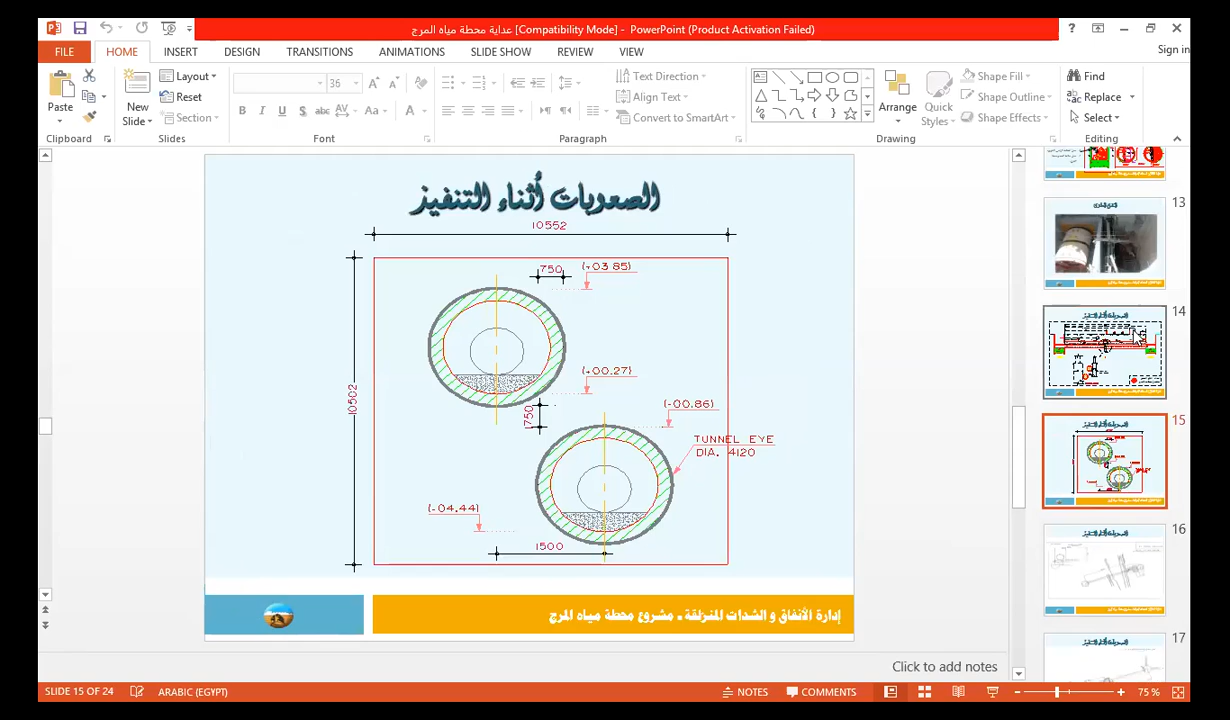 عداية محطة مياه المرج [Compatibility Mode] - PowerPoint (Product Activation Failed)
FILE HOME INSERT DESIGN TRANSITIONS ANIMATIONS SLIDE SHOW REVIEW VIEW
Sign in
Paste
New Slide
Layout
Reset
Section
36
Aa
Text Direction
Align Text
Convert to SmartArt
Arrange
Quick Styles
Shape Fill
Shape Outline
Shape Effects
Find
Replace
Select
Clipboard Slides Font Paragraph Drawing Editing
الصعوبات أثناء التنفيذ
10552
750
(+03.85)
10502
(+00.27)
750
(-00.86)
TUNNEL EYE
DIA. 4120
(-04.44)
1500
إدارة الأنفاق و الشدات المنزلقة - مشروع محطة مياه المرج
13
14
15
16
17
Click to add notes
SLIDE 15 OF 24 ARABIC (EGYPT) NOTES COMMENTS 75 %